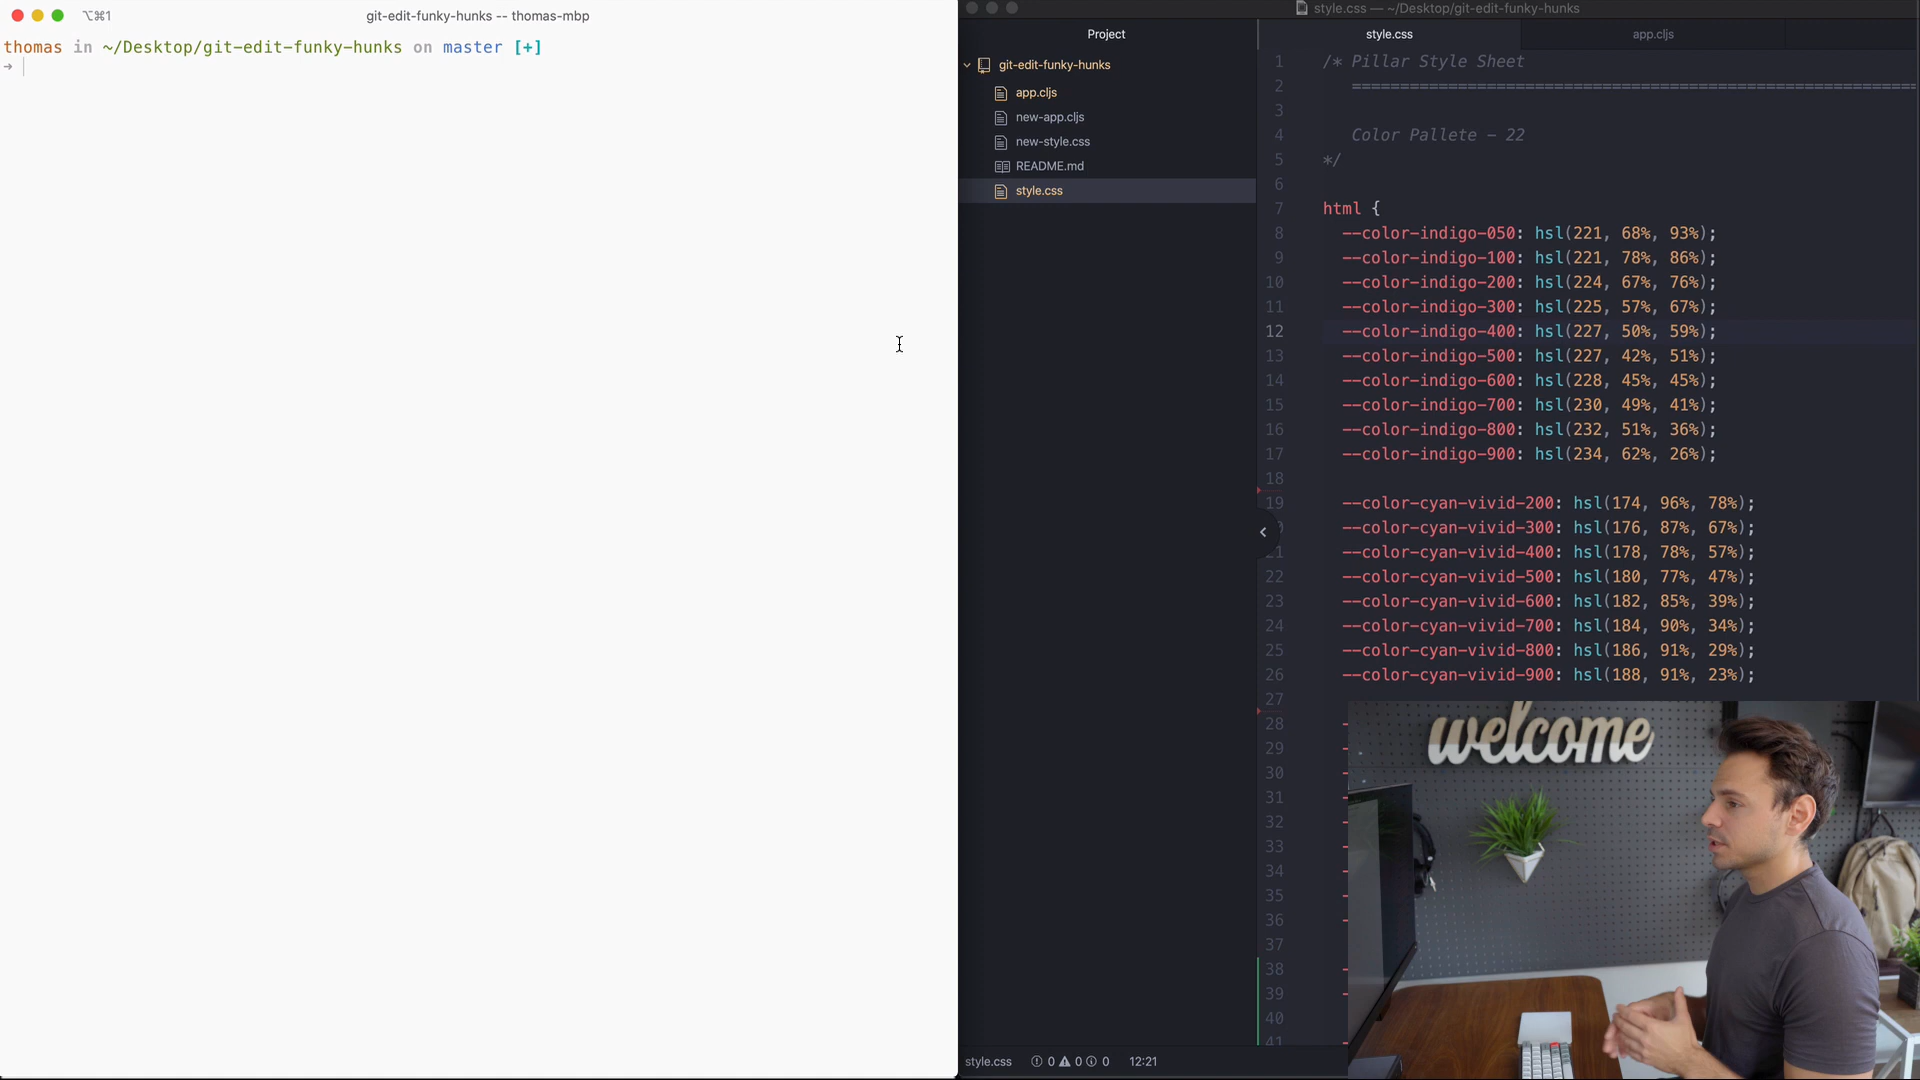 ⌥⌘1
git-edit-funky-hunks -- thomas-mbp
thomas in ~/Desktop/git-edit-funky-hunks on master [+]
➜
style.css — ~/Desktop/git-edit-funky-hunks
Project
style.css
app.cljs
git-edit-funky-hunks
app.cljs
new-app.cljs
new-style.css
README.md
style.css
1 /* Pillar Style Sheet
2 =======================================================
3
4 Color Pallete - 22
5 */
6
7 html {
8 --color-indigo-050: hsl(221, 68%, 93%);
9 --color-indigo-100: hsl(221, 78%, 86%);
10 --color-indigo-200: hsl(224, 67%, 76%);
11 --color-indigo-300: hsl(225, 57%, 67%);
12 --color-indigo-400: hsl(227, 50%, 59%);
13 --color-indigo-500: hsl(227, 42%, 51%);
14 --color-indigo-600: hsl(228, 45%, 45%);
15 --color-indigo-700: hsl(230, 49%, 41%);
16 --color-indigo-800: hsl(232, 51%, 36%);
17 --color-indigo-900: hsl(234, 62%, 26%);
18
19 --color-cyan-vivid-200: hsl(174, 96%, 78%);
--color-cyan-vivid-300: hsl(176, 87%, 67%);
21 --color-cyan-vivid-400: hsl(178, 78%, 57%);
22 --color-cyan-vivid-500: hsl(180, 77%, 47%);
23 --color-cyan-vivid-600: hsl(182, 85%, 39%);
24 --color-cyan-vivid-700: hsl(184, 90%, 34%);
25 --color-cyan-vivid-800: hsl(186, 91%, 29%);
26 --color-cyan-vivid-900: hsl(188, 91%, 23%);
27
28
29
30
31
32
33
34
35
36
37
38
39
40
41
welcome
style.css 0 0 0 12:21